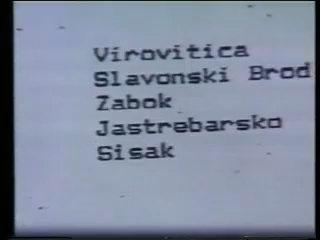 Virovitica
Slavonski Brod
Zabok
Jastrebarsko
Sisak